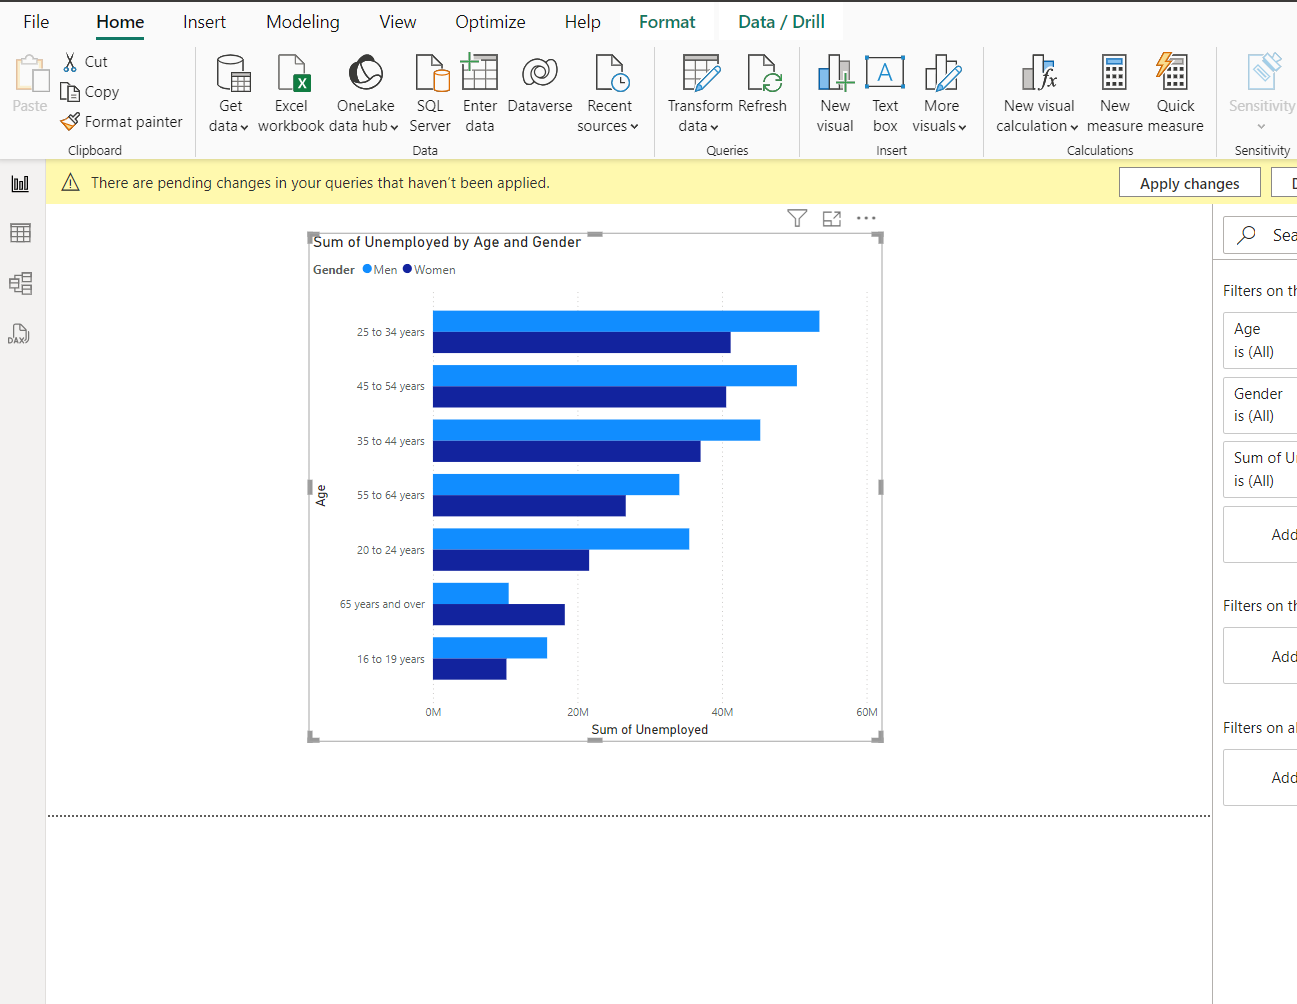 File Home Insert Modeling View Optimize Help Format Data / Drill
Paste
Cut
Copy
Format painter
Clipboard
Get data
Excel workbook
OneLake data hub
SQL Server
Enter data
Dataverse
Recent sources
Data
Transform data
Refresh
Queries
New visual
Text box
More visuals
Insert
New visual calculation
New measure
Quick measure
Calculations
Sensitivity
Sensitivity
There are pending changes in your queries that haven't been applied.
Apply changes
DAX
Sum of Unemployed by Age and Gender
Gender Men Women
Age
25 to 34 years
45 to 54 years
35 to 44 years
55 to 64 years
20 to 24 years
65 years and over
16 to 19 years
0M 20M 40M 60M
Sum of Unemployed
Sea
Filters on th
Age
is (All)
Gender
is (All)
Sum of U
is (All)
Add
Filters on th
Add
Filters on al
Add